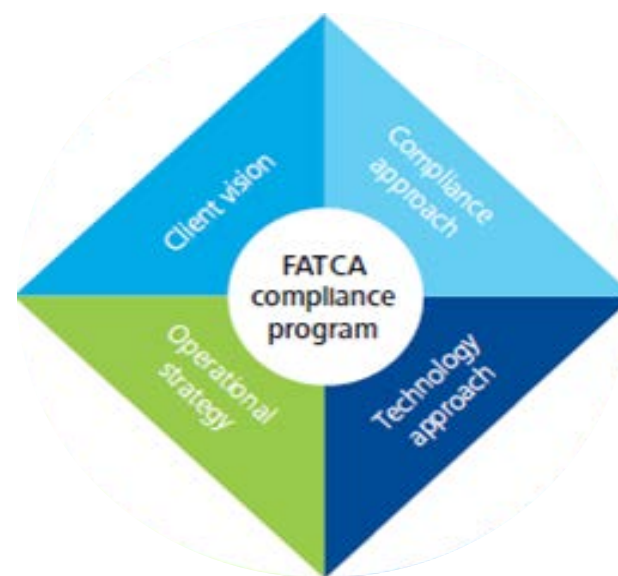 Client vision
Compliance
approach
FATCA
compliance
program
Operational
strategy
Technology
approach